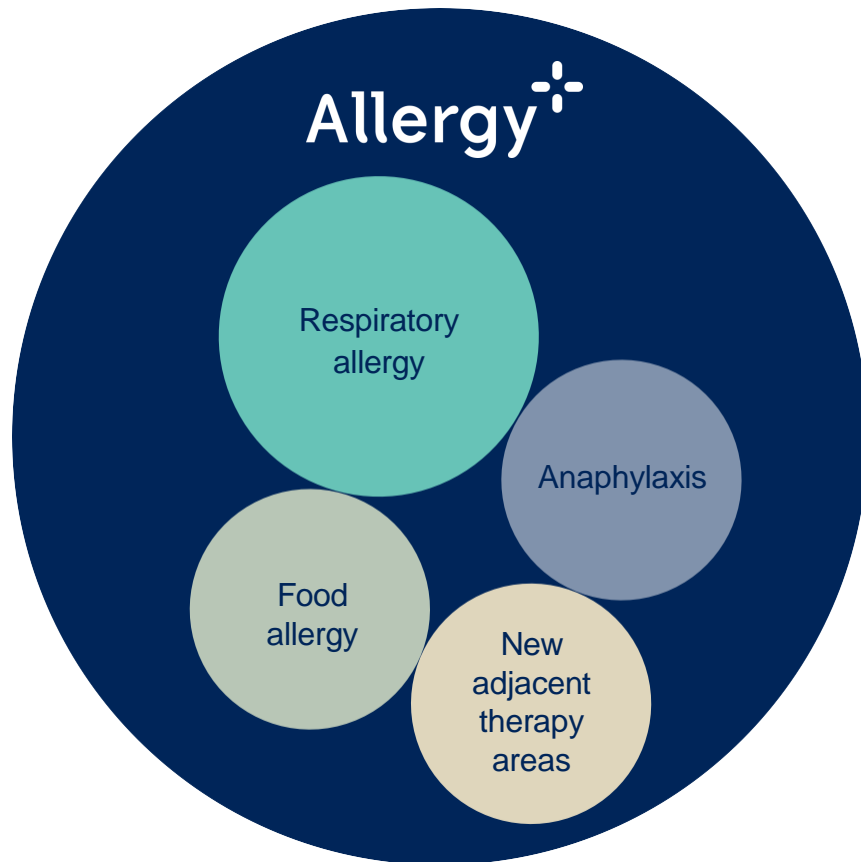 Allergy
Respiratory
allergy
Anaphylaxis
Food
allergy
New
adjacent
therapy
areas